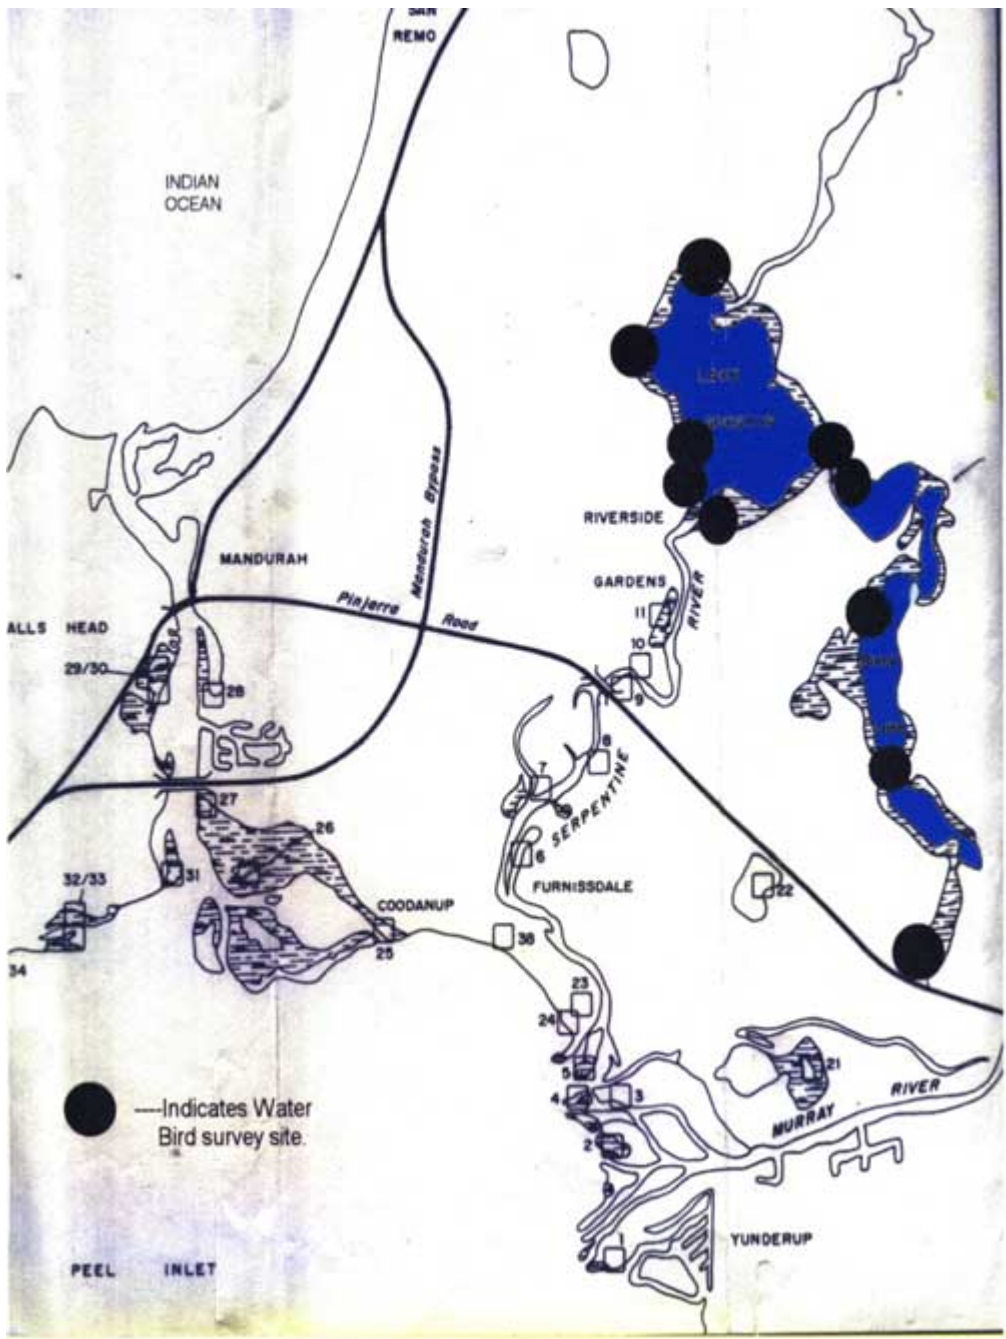 SAN
REMO
INDIAN
OCEAN
RIVERSIDE
GARDENS
RIVER
MANDURAH
Mandurah Bypass
Pinjarra Road
ALLS HEAD
29/30
28
11
10
9
8
7
SERPENTINE
27
26
6
FURNISSDALE
22
32/33
31
COODANUP
25
38
34
23
24
5
21
4
3
RIVER
MURRAY
2
----Indicates Water
Bird survey site.
1
YUNDERUP
PEEL INLET